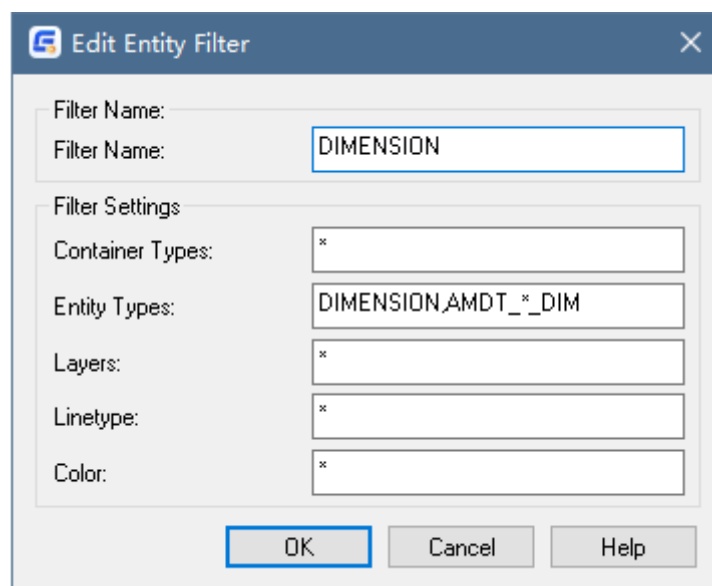 Edit Entity Filter
Filter Name:
Filter Name: DIMENSION
Filter Settings
Container Types: *
Entity Types: DIMENSION,AMDT_*_DIM
Layers: *
Linetype: *
Color: *
OK Cancel Help